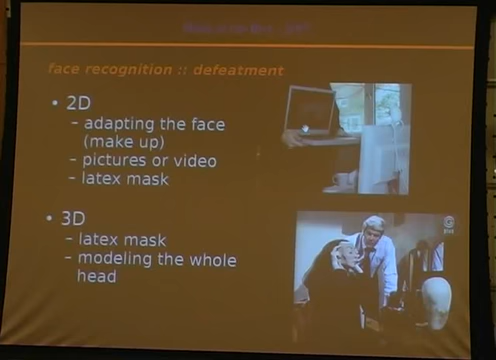 face recognition :: defeatment
• 2D
– adapting the face
(make up)
– pictures or video
– latex mask
• 3D
– latex mask
– modeling the whole
head